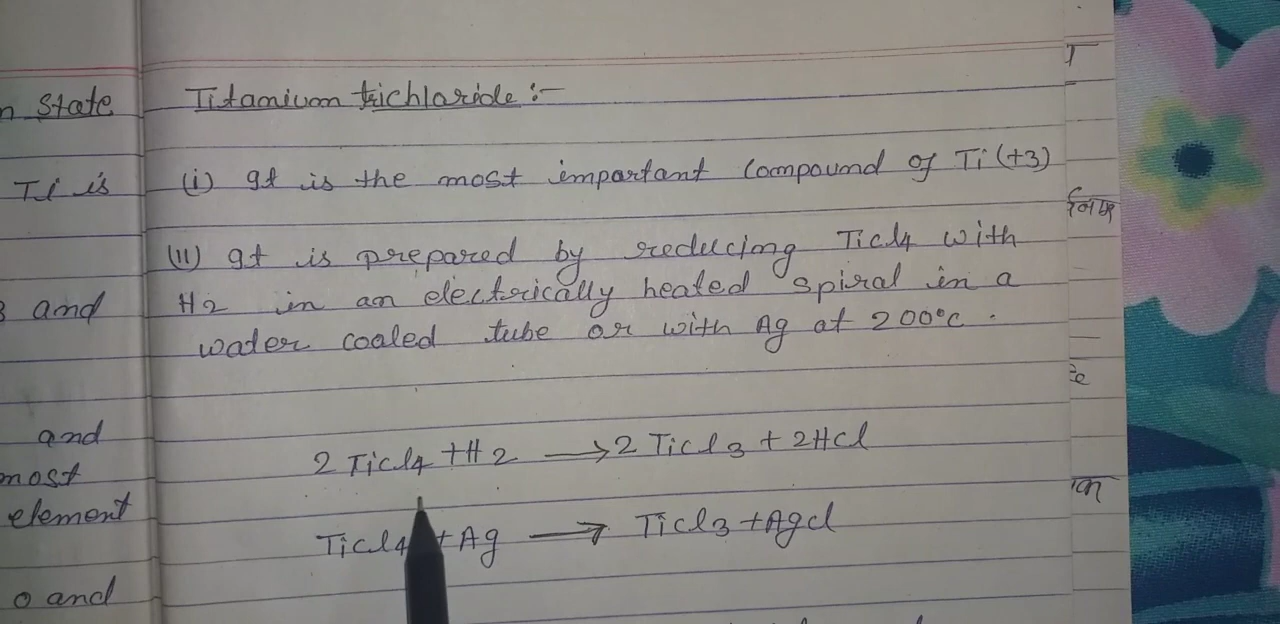 n State
Titanium trichloride :-
Ti is
(i) It is the most important compound of Ti (+3)
(II) It is prepared by reducing TiCl4 with
3 and
H2 in an electrically heated spiral in a
water cooled tube or with Ag at 200°C.
and
2 TiCl4 + H2 → 2 TiCl3 + 2HCl
most
element
TiCl4 + Ag → TiCl3 + AgCl
o and